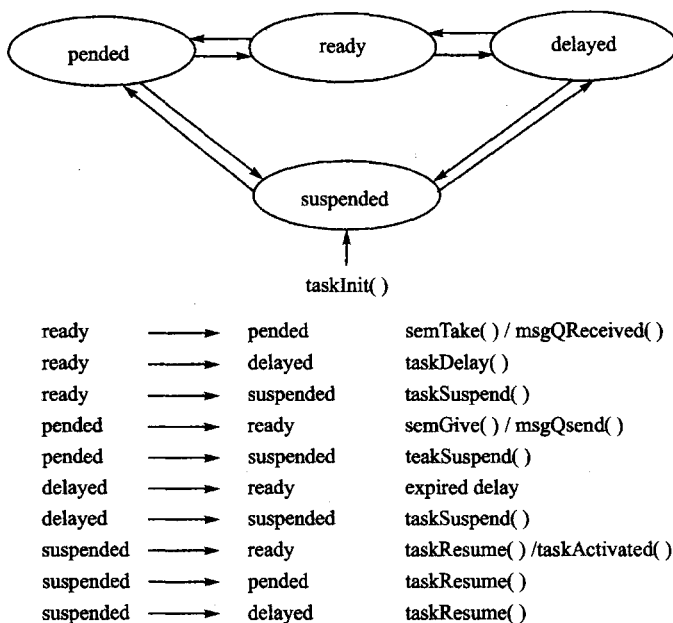 pended
ready
delayed
suspended
taskInit( )
ready pended semTake( ) / msgQReceived( )
ready delayed taskDelay( )
ready suspended taskSuspend( )
pended ready semGive( ) / msgQsend( )
pended suspended teakSuspend( )
delayed ready expired delay
delayed suspended taskSuspend( )
suspended ready taskResume( ) /taskActivated( )
suspended pended taskResume( )
suspended delayed taskResume( )